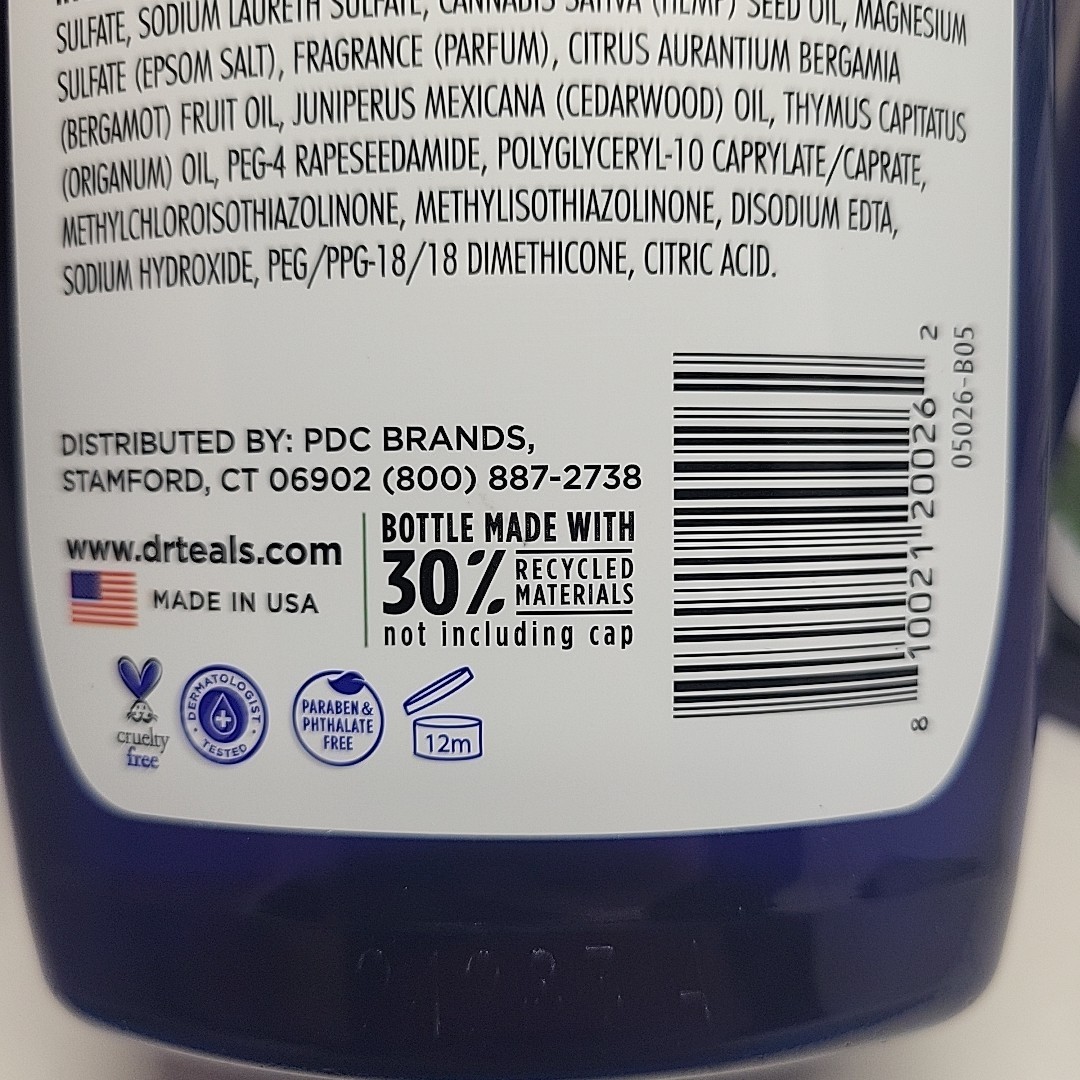 SULFATE, SODIUM LAURETH SULFATE, CANNABIS SATIVA (HEMP) SEED OIL, MAGNESIUM
SULFATE (EPSOM SALT), FRAGRANCE (PARFUM), CITRUS AURANTIUM BERGAMIA
(BERGAMOT) FRUIT OIL, JUNIPERUS MEXICANA (CEDARWOOD) OIL, THYMUS CAPITATUS
(ORIGANUM) OIL, PEG-4 RAPESEEDAMIDE, POLYGLYCERYL-10 CAPRYLATE/CAPRATE,
METHYLCHLOROISOTHIAZOLINONE, METHYLISOTHIAZOLINONE, DISODIUM EDTA,
SODIUM HYDROXIDE, PEG/PPG-18/18 DIMETHICONE, CITRIC ACID.
DISTRIBUTED BY: PDC BRANDS,
STAMFORD, CT 06902 (800) 887-2738
www.drteals.com
MADE IN USA
BOTTLE MADE WITH
30% RECYCLED
MATERIALS
not including cap
cruelty
free
DERMATOLOGIST
TESTED
PARABEN &
PHTHALATE
FREE
12m
8 10021 20026 2
05026-B05